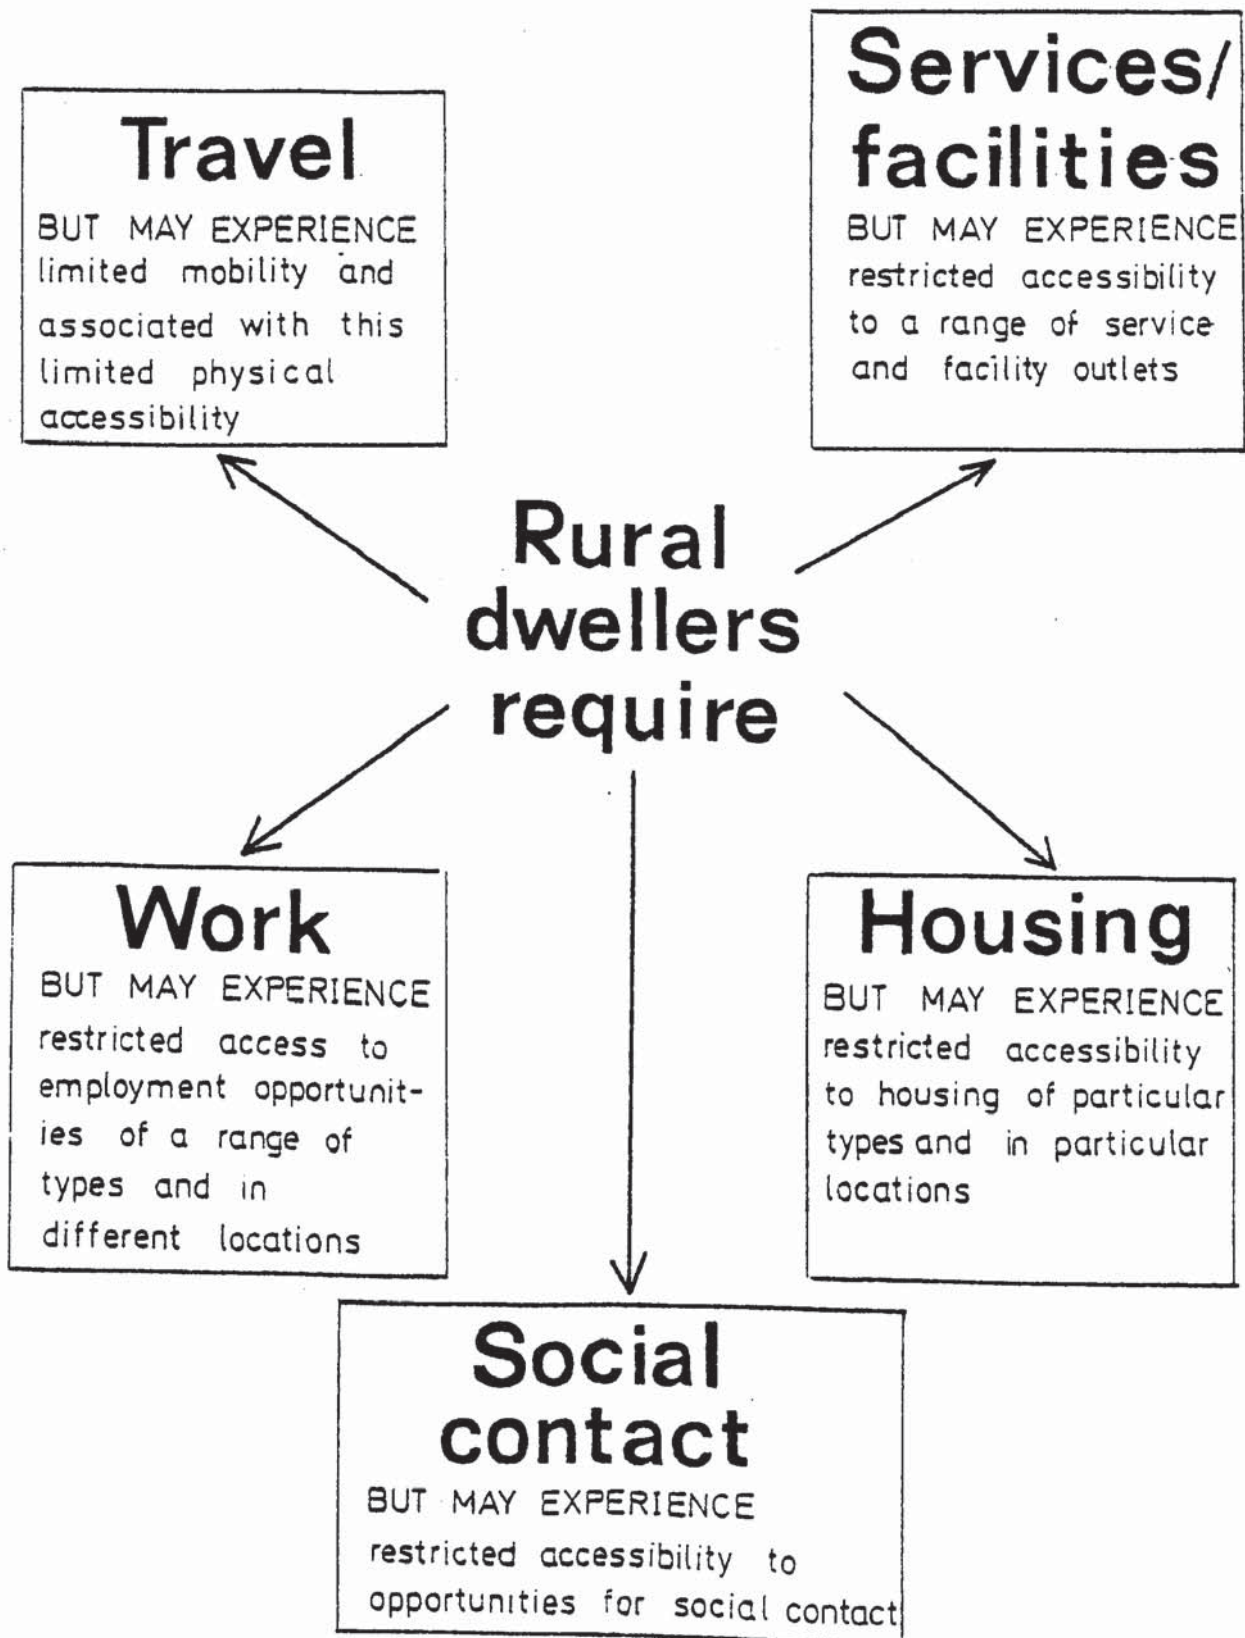 Travel
BUT MAY EXPERIENCE
limited mobility and
associated with this
limited physical
accessibility
Services/
facilities
BUT MAY EXPERIENCE
restricted accessibility
to a range of service
and facility outlets
Rural
dwellers
require
Work
BUT MAY EXPERIENCE
restricted access to
employment opportunit-
ies of a range of
types and in
different locations
Housing
BUT MAY EXPERIENCE
restricted accessibility
to housing of particular
types and in particular
locations
Social
contact
BUT MAY EXPERIENCE
restricted accessibility to
opportunities for social contact